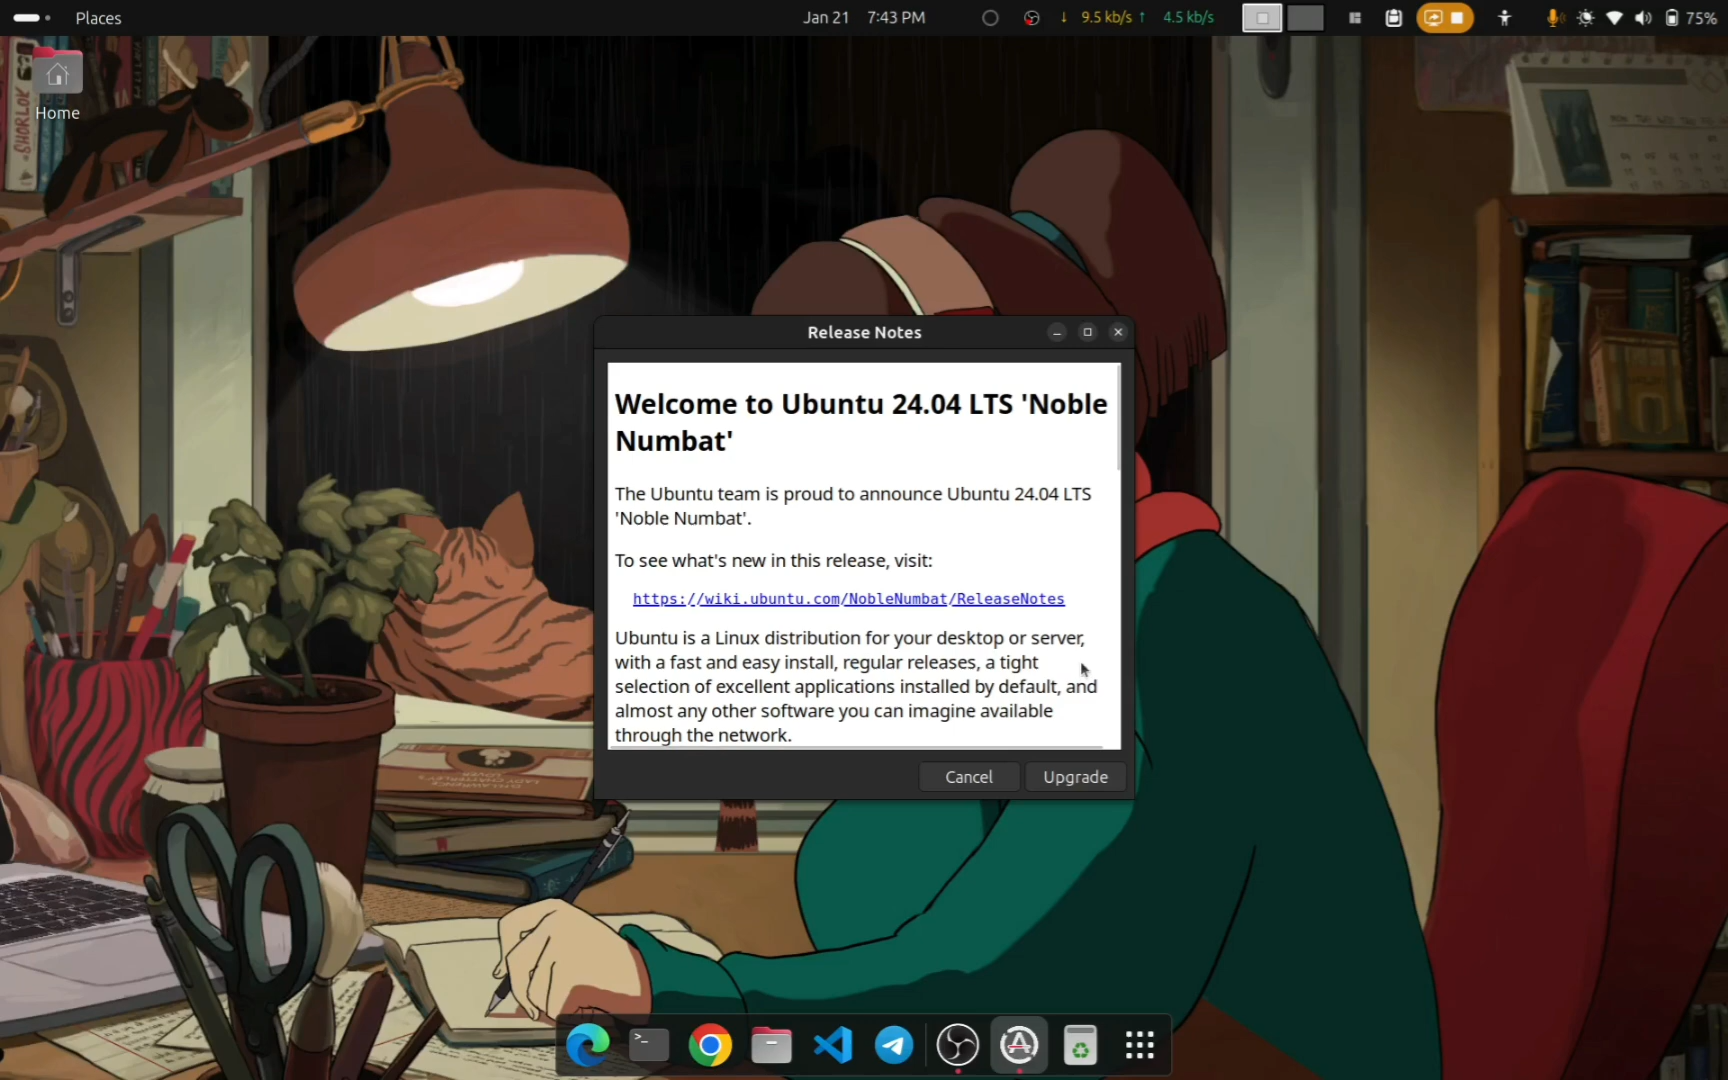 Places
Jan 21 7:43 PM
↓ 9.5 kb/s ↑ 4.5 kb/s
75%
Home
Release Notes
Welcome to Ubuntu 24.04 LTS 'Noble
Numbat'
The Ubuntu team is proud to announce Ubuntu 24.04 LTS
'Noble Numbat'.
To see what's new in this release, visit:
https://wiki.ubuntu.com/NobleNumbat/ReleaseNotes
Ubuntu is a Linux distribution for your desktop or server,
with a fast and easy install, regular releases, a tight
selection of excellent applications installed by default, and
almost any other software you can imagine available
through the network.
Cancel
Upgrade